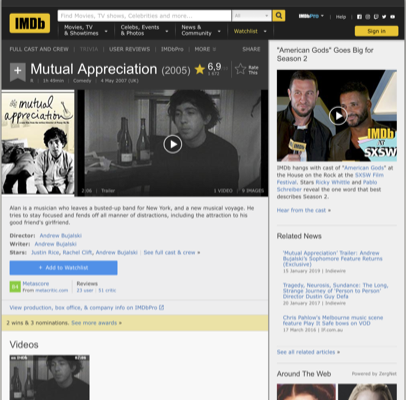 IMDb
Find Movies, TV shows, Celebrities and more...
All
IMDbPro
Help
Movies, TV
& Showtimes
Celebs, Events
& Photos
News &
Community
Watchlist
Sign in
FULL CAST AND CREW | TRIVIA | USER REVIEWS | IMDbPro | MORE
SHARE
Mutual Appreciation (2005)
6,9
Rate
This
R | 1h 49min | Comedy | 4 May 2007 (UK)
mutual
appreciation
2:06 | Trailer
1 VIDEO | 9 IMAGES
Alan is a musician who leaves a busted-up band for New York, and a new musical voyage. He
tries to stay focused and fends off all manner of distractions, including the attraction to his
good friend's girlfriend.
Director: Andrew Bujalski
Writer: Andrew Bujalski
Stars: Justin Rice, Rachel Clift, Andrew Bujalski | See full cast & crew »
+ Add to Watchlist
Metascore
From metacritic.com
Reviews
View production, box office, & company info on IMDbPro
2 wins & 3 nominations. See more awards »
Videos
"American Gods" Goes Big for
Season 2
IMDb
at
SXSW
IMDb hangs with cast of "American Gods" at
the House on the Rock at the SXSW Film
Festival. Stars Ricky Whittle and Pablo
Schreiber reveal the one word that best
describes Season 2.
Hear from the cast »
Related News
'Mutual Appreciation' Trailer: Andrew
Bujalski's Sophomore Feature Returns
(Exclusive)
15 January 2019 | Indiewire
Tragedy, Neurosis, Sundance: The Long,
Strange Journey of 'Person to Person'
Director Dustin Guy Defa
20 January 2017 | Indiewire
Chris Pahlow's Melbourne music scene
feature Play It Safe bows on VOD
17 March 2016 | IF.com.au
See all related articles »
Around The Web
Powered by ZergNet